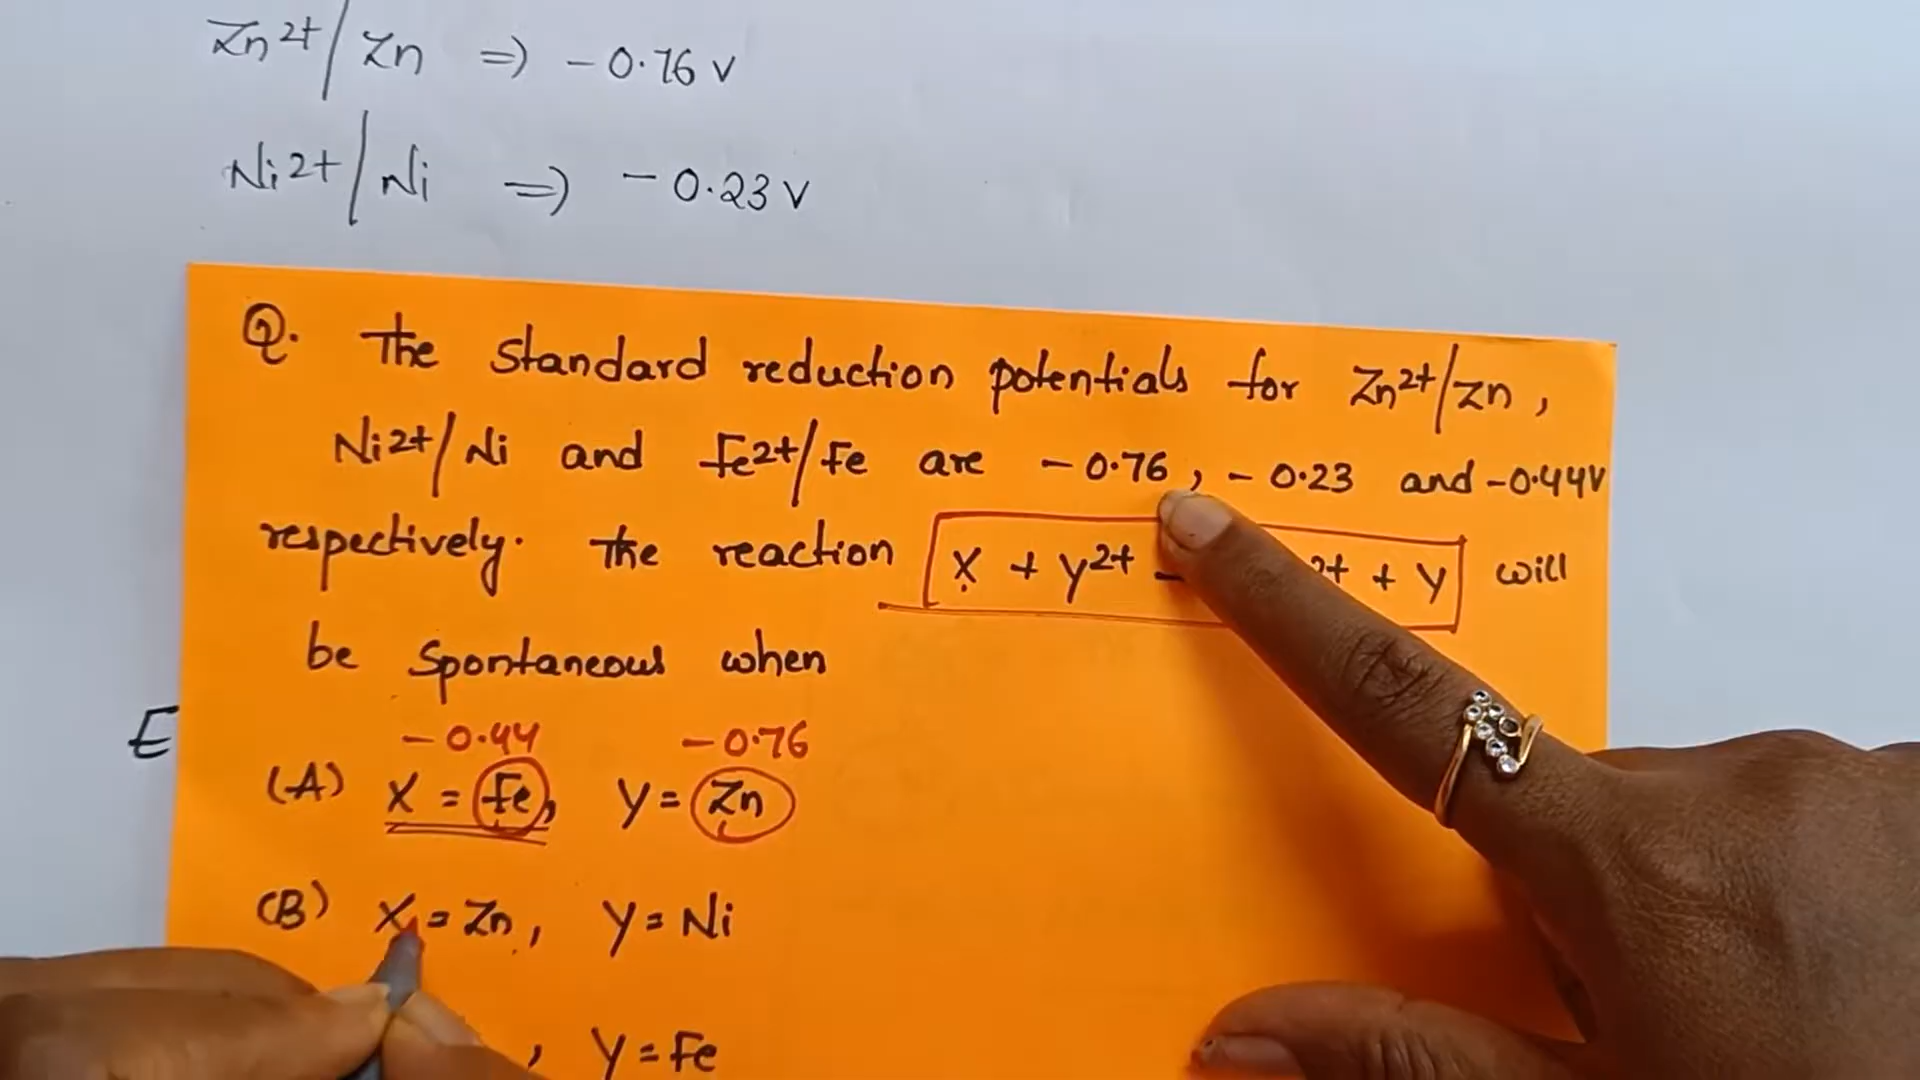 Zn2+/Zn => -0.76 V
Ni2+/Ni => -0.23 V
Q. The standard reduction potentials for Zn2+/Zn,
Ni2+/Ni and Fe2+/Fe are -0.76, -0.23 and -0.44V
respectively. The reaction X + Y2+ 2+ + Y will
be spontaneous when
E
-0.44 -0.76
(A) X = Fe, Y = Zn
(B) X = Zn, Y = Ni
, Y = Fe